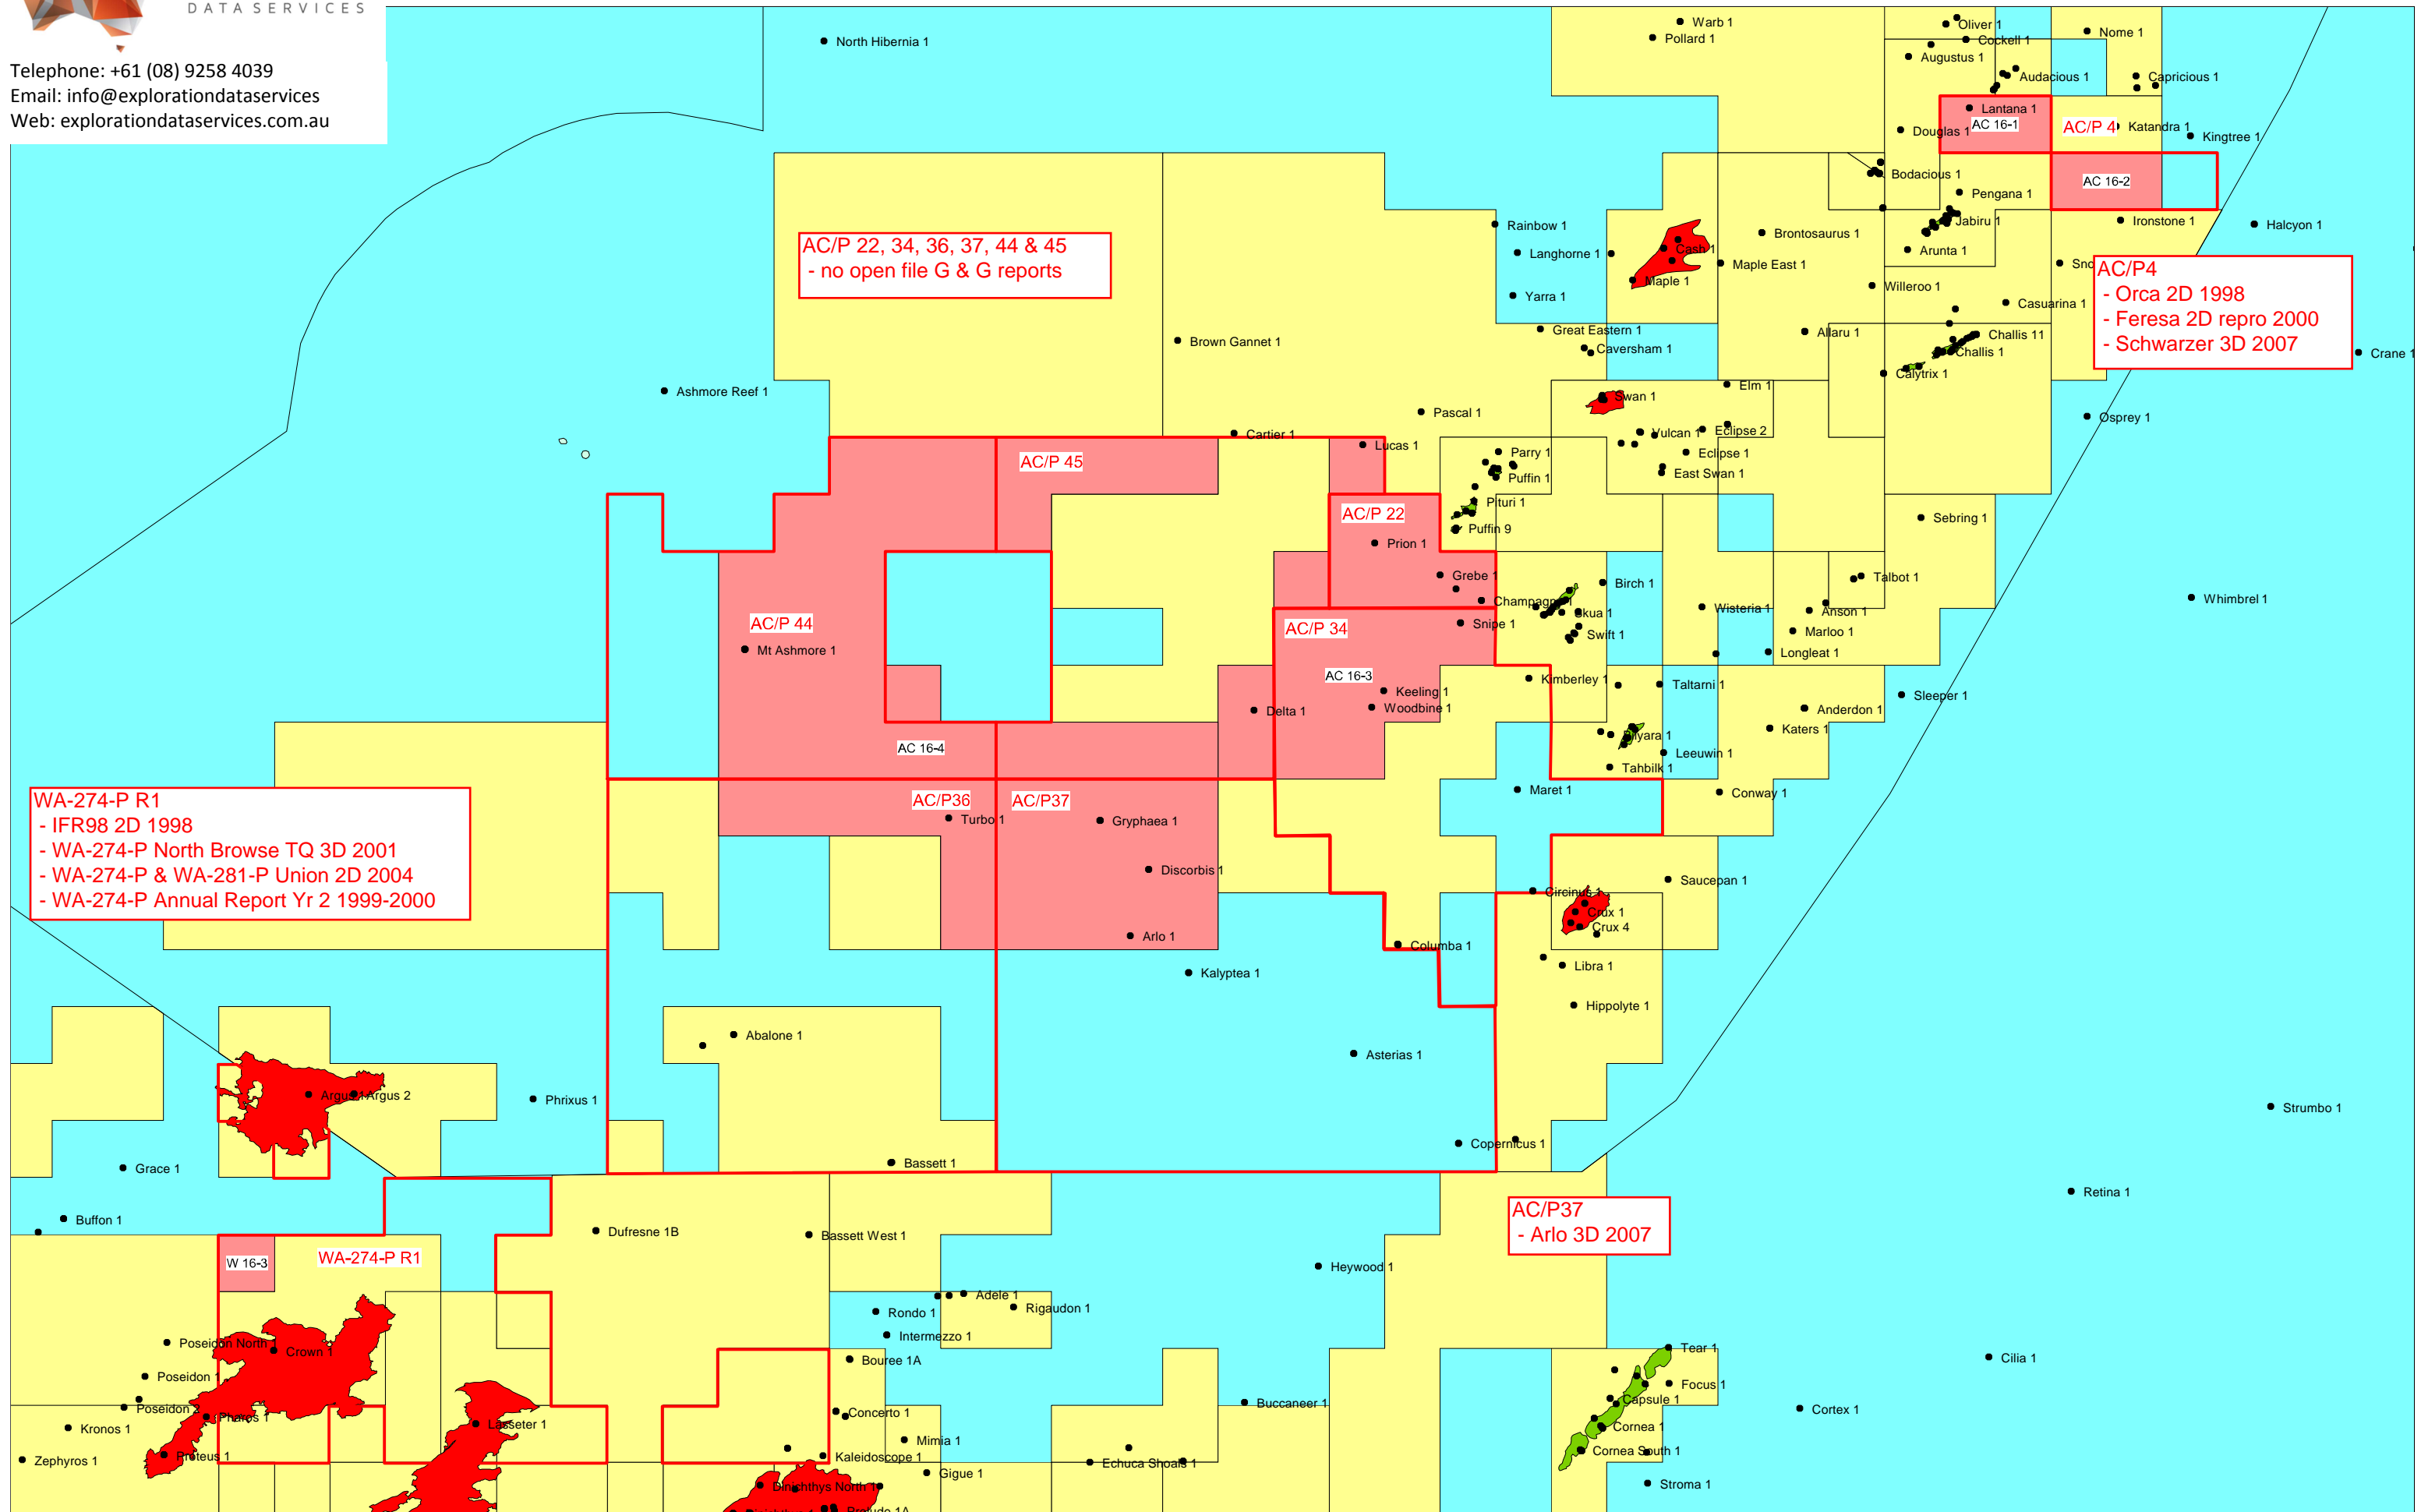 DATA SERVICES
Telephone: +61 (08) 9258 4039
Email: info@explorationdataservices
Web: explorationdataservices.com.au
North Hibernia 1
Warb 1
Pollard 1
Oliver 1
Cockell 1
Nome 1
Augustus 1
Audacious 1
Capricious 1
Lantana 1
AC 16-1
Douglas 1
AC/P 4
Katandra 1
Kingtree 1
Bodacious 1
AC 16-2
Pengana 1
Jabiru 1
Ironstone 1
Halcyon 1
Rainbow 1
Langhorne 1
Cash 1
Brontosaurus 1
Arunta 1
Maple East 1
Maple 1
Yarra 1
Willeroo 1
Casuarina 1
AC/P 22, 34, 36, 37, 44 & 45
- no open file G & G reports
AC/P4
- Orca 2D 1998
- Feresa 2D repro 2000
- Schwarzer 3D 2007
Great Eastern 1
Caversham 1
Allaru 1
Challis 11
Challis 1
Crane 1
Brown Gannet 1
Calytrix 1
Ashmore Reef 1
Elm 1
Swan 1
Pascal 1
Osprey 1
Cartier 1
Vulcan 1
Eclipse 2
Lucas 1
Parry 1
Eclipse 1
AC/P 45
East Swan 1
Puffin 1
Pituri 1
AC/P 22
Puffin 9
Sebring 1
Prion 1
Grebe 1
Birch 1
Talbot 1
Champagne 1
Skua 1
Wisteria 1
Anson 1
Whimbrel 1
AC/P 44
AC/P 34
Snipe 1
Swift 1
Marloo 1
Mt Ashmore 1
Longleat 1
AC 16-3
Kimberley 1
Taltarni 1
Keeling 1
Sleeper 1
Delta 1
Woodbine 1
Anderdon 1
Katers 1
AC 16-4
Leeuwin 1
Tahbilk 1
Maret 1
Conway 1
WA-274-P R1
- IFR98 2D 1998
- WA-274-P North Browse TQ 3D 2001
- WA-274-P & WA-281-P Union 2D 2004
- WA-274-P Annual Report Yr 2 1999-2000
AC/P36
AC/P37
Turbo 1
Gryphaea 1
Discorbis 1
Saucepan 1
Circinus 1
Crux 1
Crux 4
Arlo 1
Columba 1
Kalyptea 1
Libra 1
Hippolyte 1
Abalone 1
Asterias 1
Argus 1
Argus 2
Phrixus 1
Strumbo 1
Copernicus 1
Bassett 1
Grace 1
Retina 1
Buffon 1
Dufresne 1B
Bassett West 1
AC/P37
- Arlo 3D 2007
W 16-3
WA-274-P R1
Heywood 1
Adele 1
Rondo 1
Rigaudon 1
Intermezzo 1
Poseidon North 1
Crown 1
Bouree 1A
Tear 1
Cilia 1
Poseidon 1
Focus 1
Capsule 1
Buccaneer 1
Poseidon 2
Pharos 1
Concerto 1
Cortex 1
Kronos 1
Lasseter 1
Cornea 1
Mimia 1
Zephyros 1
Proteus 1
Kaleidoscope 1
Echuca Shoals 1
Cornea South 1
Gigue 1
Dinichthys North 1
Stroma 1
Prelude 1A